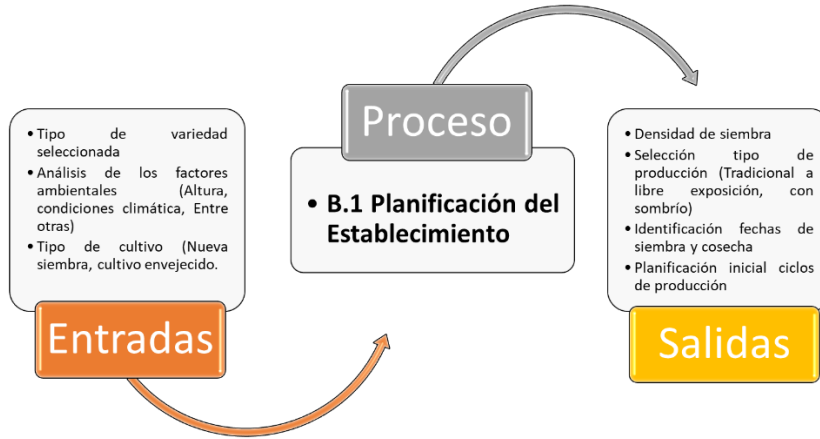 • Tipo de variedad
seleccionada
• Análisis de los factores
ambientales (Altura,
condiciones climática, Entre
otras)
• Tipo de cultivo (Nueva
siembra, cultivo envejecido.
Entradas
Proceso
• B.1 Planificación del
Establecimiento
• Densidad de siembra
• Selección tipo de
producción (Tradicional a
libre exposición, con
sombrío)
• Identificación fechas de
siembra y cosecha
• Planificación inicial ciclos
de producción
Salidas